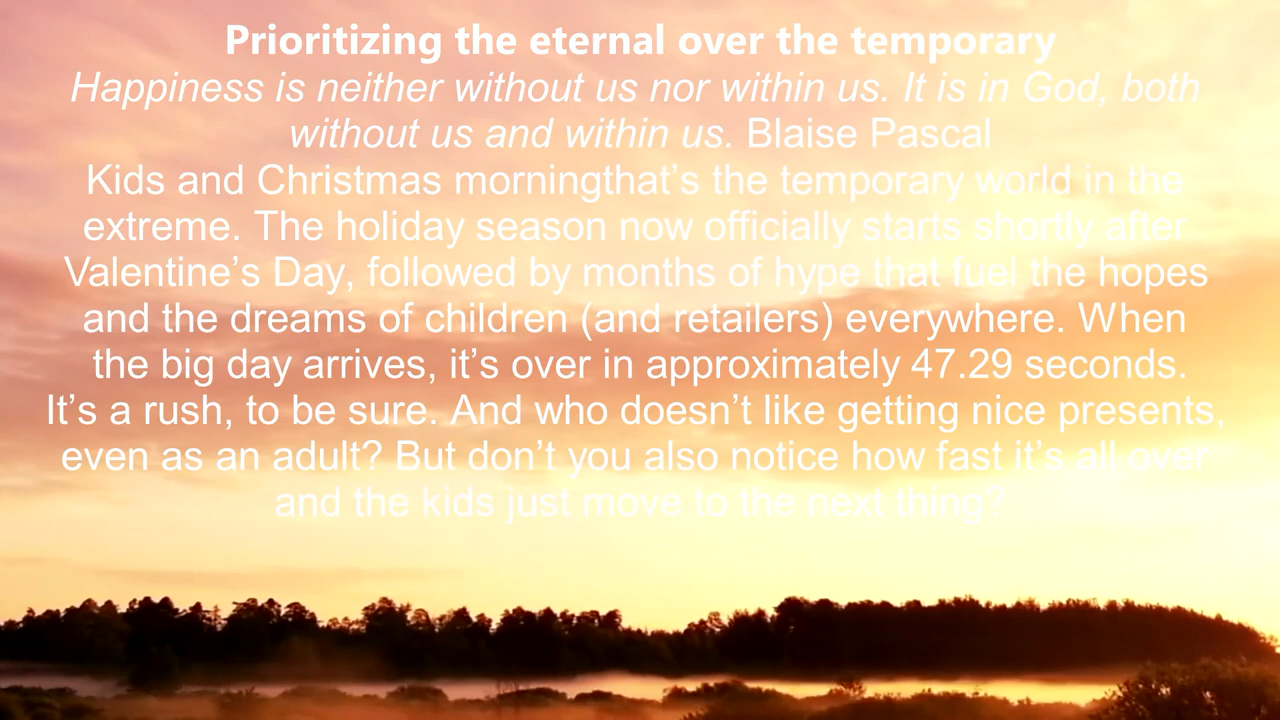 Prioritizing the eternal over the temporary
Happiness is neither without us nor within us. It is in God, both
without us and within us. Blaise Pascal
Kids and Christmas morningthat’s the temporary world in the
extreme. The holiday season now officially starts shortly after
Valentine’s Day, followed by months of hype that fuel the hopes
and the dreams of children (and retailers) everywhere. When
the big day arrives, it’s over in approximately 47.29 seconds.
It’s a rush, to be sure. And who doesn’t like getting nice presents,
even as an adult? But don’t you also notice how fast it’s all over
and the kids just move to the next thing?